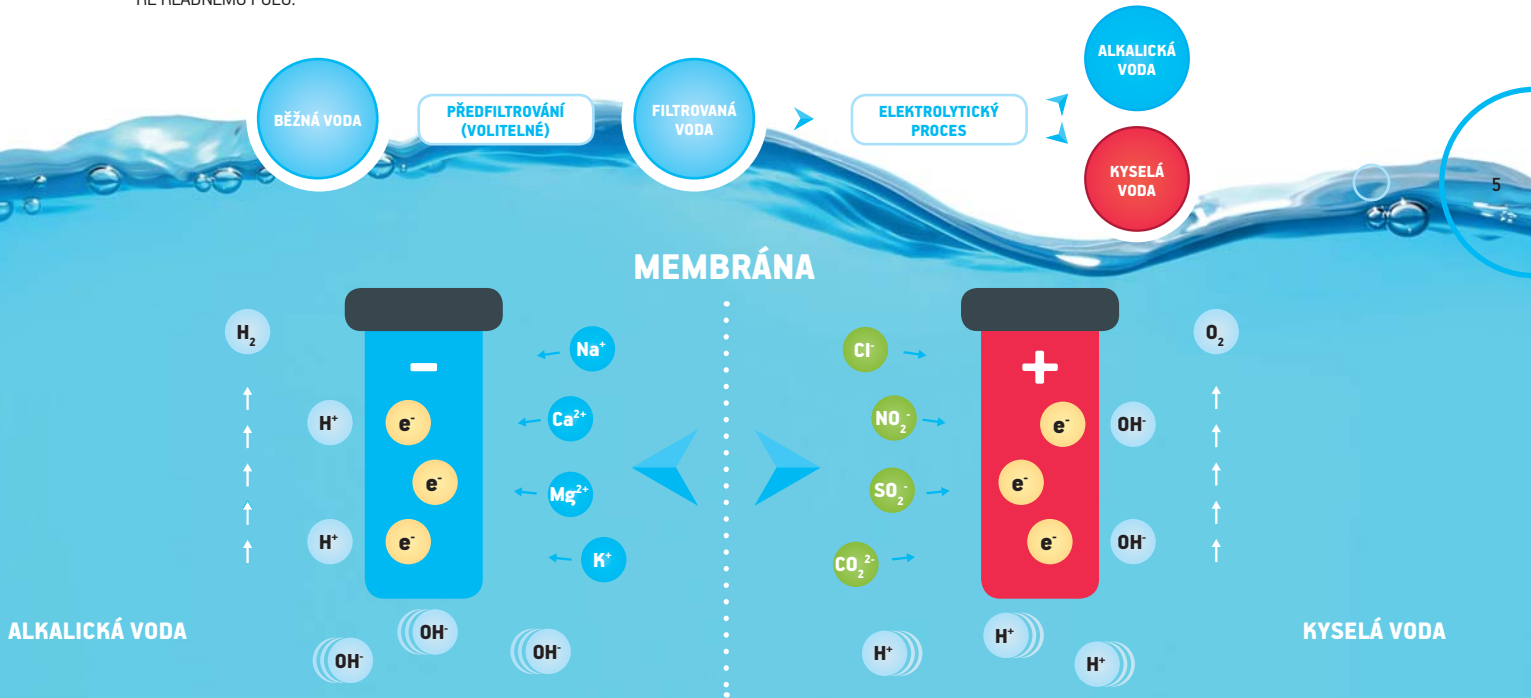 ALKALICKÁ
VODA
BĚŽNÁ VODA
PŘEDFILTROVÁNÍ
(VOLITELNÉ)
FILTROVANÁ
VODA
ELEKTROLYTICKÝ
PROCES
KYSELÁ
VODA
5
MEMBRÁNA
H₂
−
Na⁺
Cl⁻
+
O₂
H⁺
e⁻
Ca²⁺
NO₂⁻
e⁻
OH⁻
e⁻
Mg²⁺
SO₂⁻
e⁻
H⁺
e⁻
K⁺
CO₂²⁻
e⁻
OH⁻
ALKALICKÁ VODA
OH⁻
OH⁻
OH⁻
H⁺
H⁺
H⁺
KYSELÁ VODA